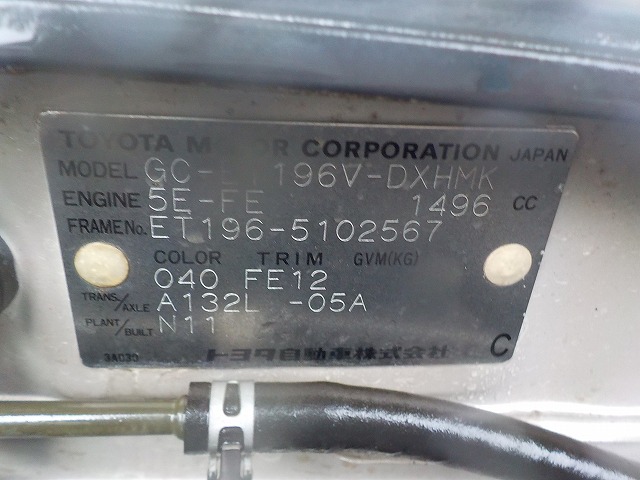 TOYOTA MOTOR CORPORATION JAPAN
MODEL GC- 196V-DXHMK
ENGINE 5E-FE 1496 CC
FRAME No. ET196-5102567
COLOR TRIM GVM(KG)
040 FE12
TRANS./AXLE A132L -05A
PLANT/BUILT N11
3A030 トヨタ自動車株式会社 C